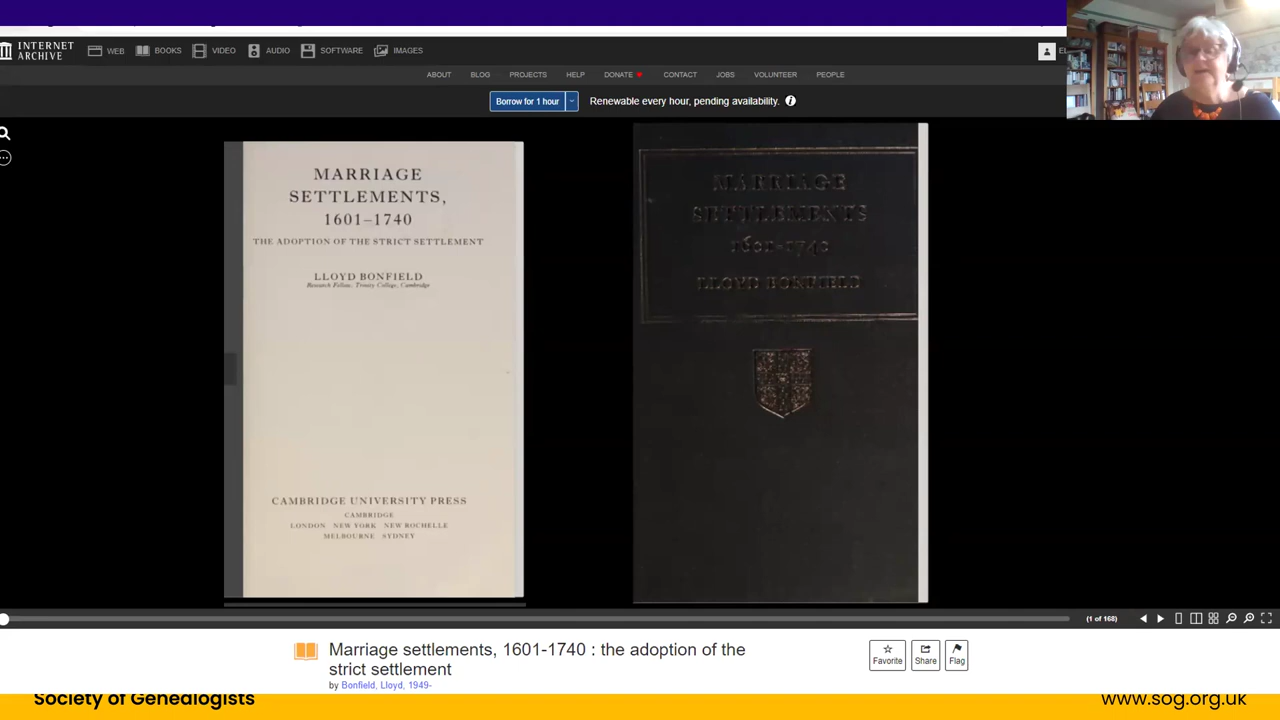 INTERNET
ARCHIVE
WEB
BOOKS
VIDEO
AUDIO
SOFTWARE
IMAGES
ABOUT
BLOG
PROJECTS
HELP
DONATE
CONTACT
JOBS
VOLUNTEER
PEOPLE
Borrow for 1 hour
Renewable every hour, pending availability.
MARRIAGE
SETTLEMENTS,
1601–1740
THE ADOPTION OF THE STRICT SETTLEMENT
LLOYD BONFIELD
Research Fellow, Trinity College, Cambridge
CAMBRIDGE UNIVERSITY PRESS
CAMBRIDGE
LONDON NEW YORK NEW ROCHELLE
MELBOURNE SYDNEY
MARRIAGE
SETTLEMENTS
1601-1740
LLOYD BONFIELD
(1 of 168)
Marriage settlements, 1601-1740 : the adoption of the
strict settlement
by Bonfield, Lloyd, 1949-
Favorite
Share
Flag
Society of Genealogists
www.sog.org.uk